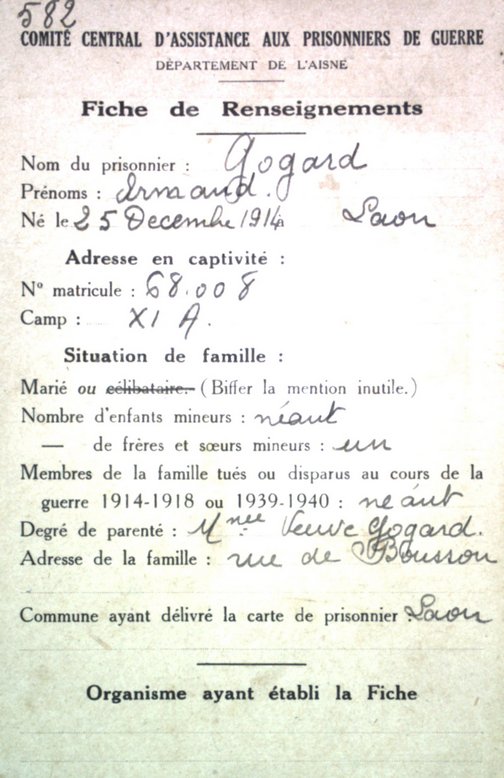 582
COMITÉ CENTRAL D'ASSISTANCE AUX PRISONNIERS DE GUERRE
DÉPARTEMENT DE L'AISNE
Fiche de Renseignements
Nom du prisonnier : Gogard
Prénoms : Armand.
Né le 25 Decembre 1914 à Laon
Adresse en captivité :
N° matricule : 68.008
Camp : XI A.
Situation de famille :
Marié ou célibataire.- (Biffer la mention inutile.)
Nombre d'enfants mineurs : néant
— de frères et sœurs mineurs : un
Membres de la famille tués ou disparus au cours de la
guerre 1914-1918 ou 1939-1940 : néant
Degré de parenté : Mme Veuve Gogard.
Adresse de la famille : rue de Bousson
Commune ayant délivré la carte de prisonnier : Laon
Organisme ayant établi la Fiche